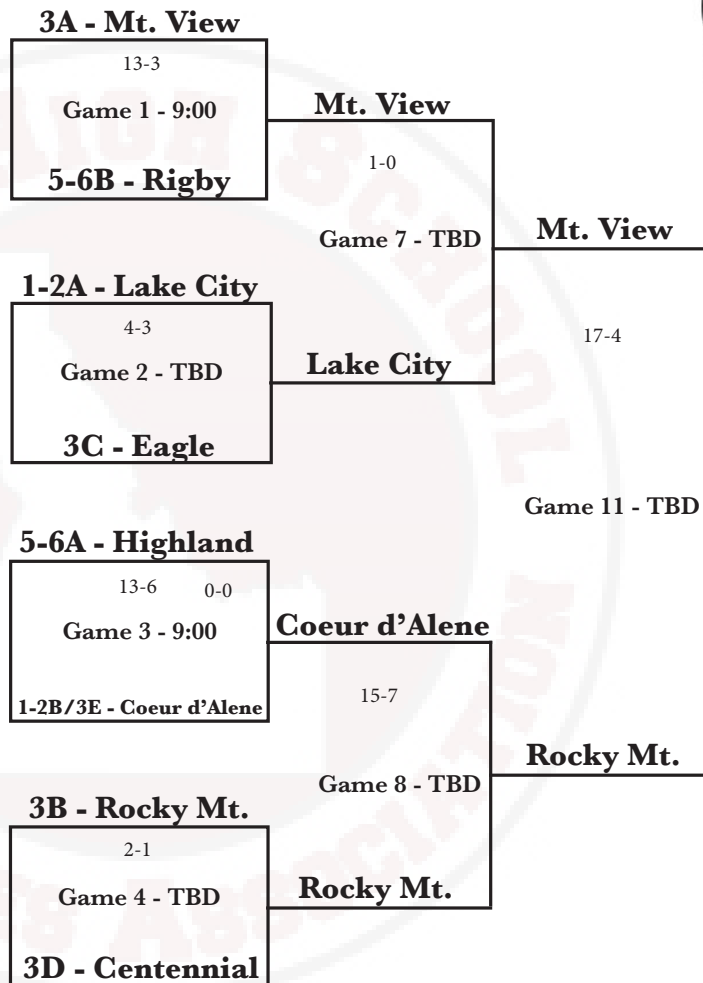 3A - Mt. View
13-3
Game 1 - 9:00
Mt. View
1-0
5-6B - Rigby
Game 7 - TBD
Mt. View
1-2A - Lake City
4-3
17-4
Game 2 - TBD
Lake City
3C - Eagle
Game 11 - TBD
5-6A - Highland
13-6 0-0
Game 3 - 9:00
Coeur d’Alene
15-7
1-2B/3E - Coeur d’Alene
Rocky Mt.
Game 8 - TBD
3B - Rocky Mt.
2-1
Game 4 - TBD
Rocky Mt.
3D - Centennial
HIGH SCHOOL
ASSOCIATION